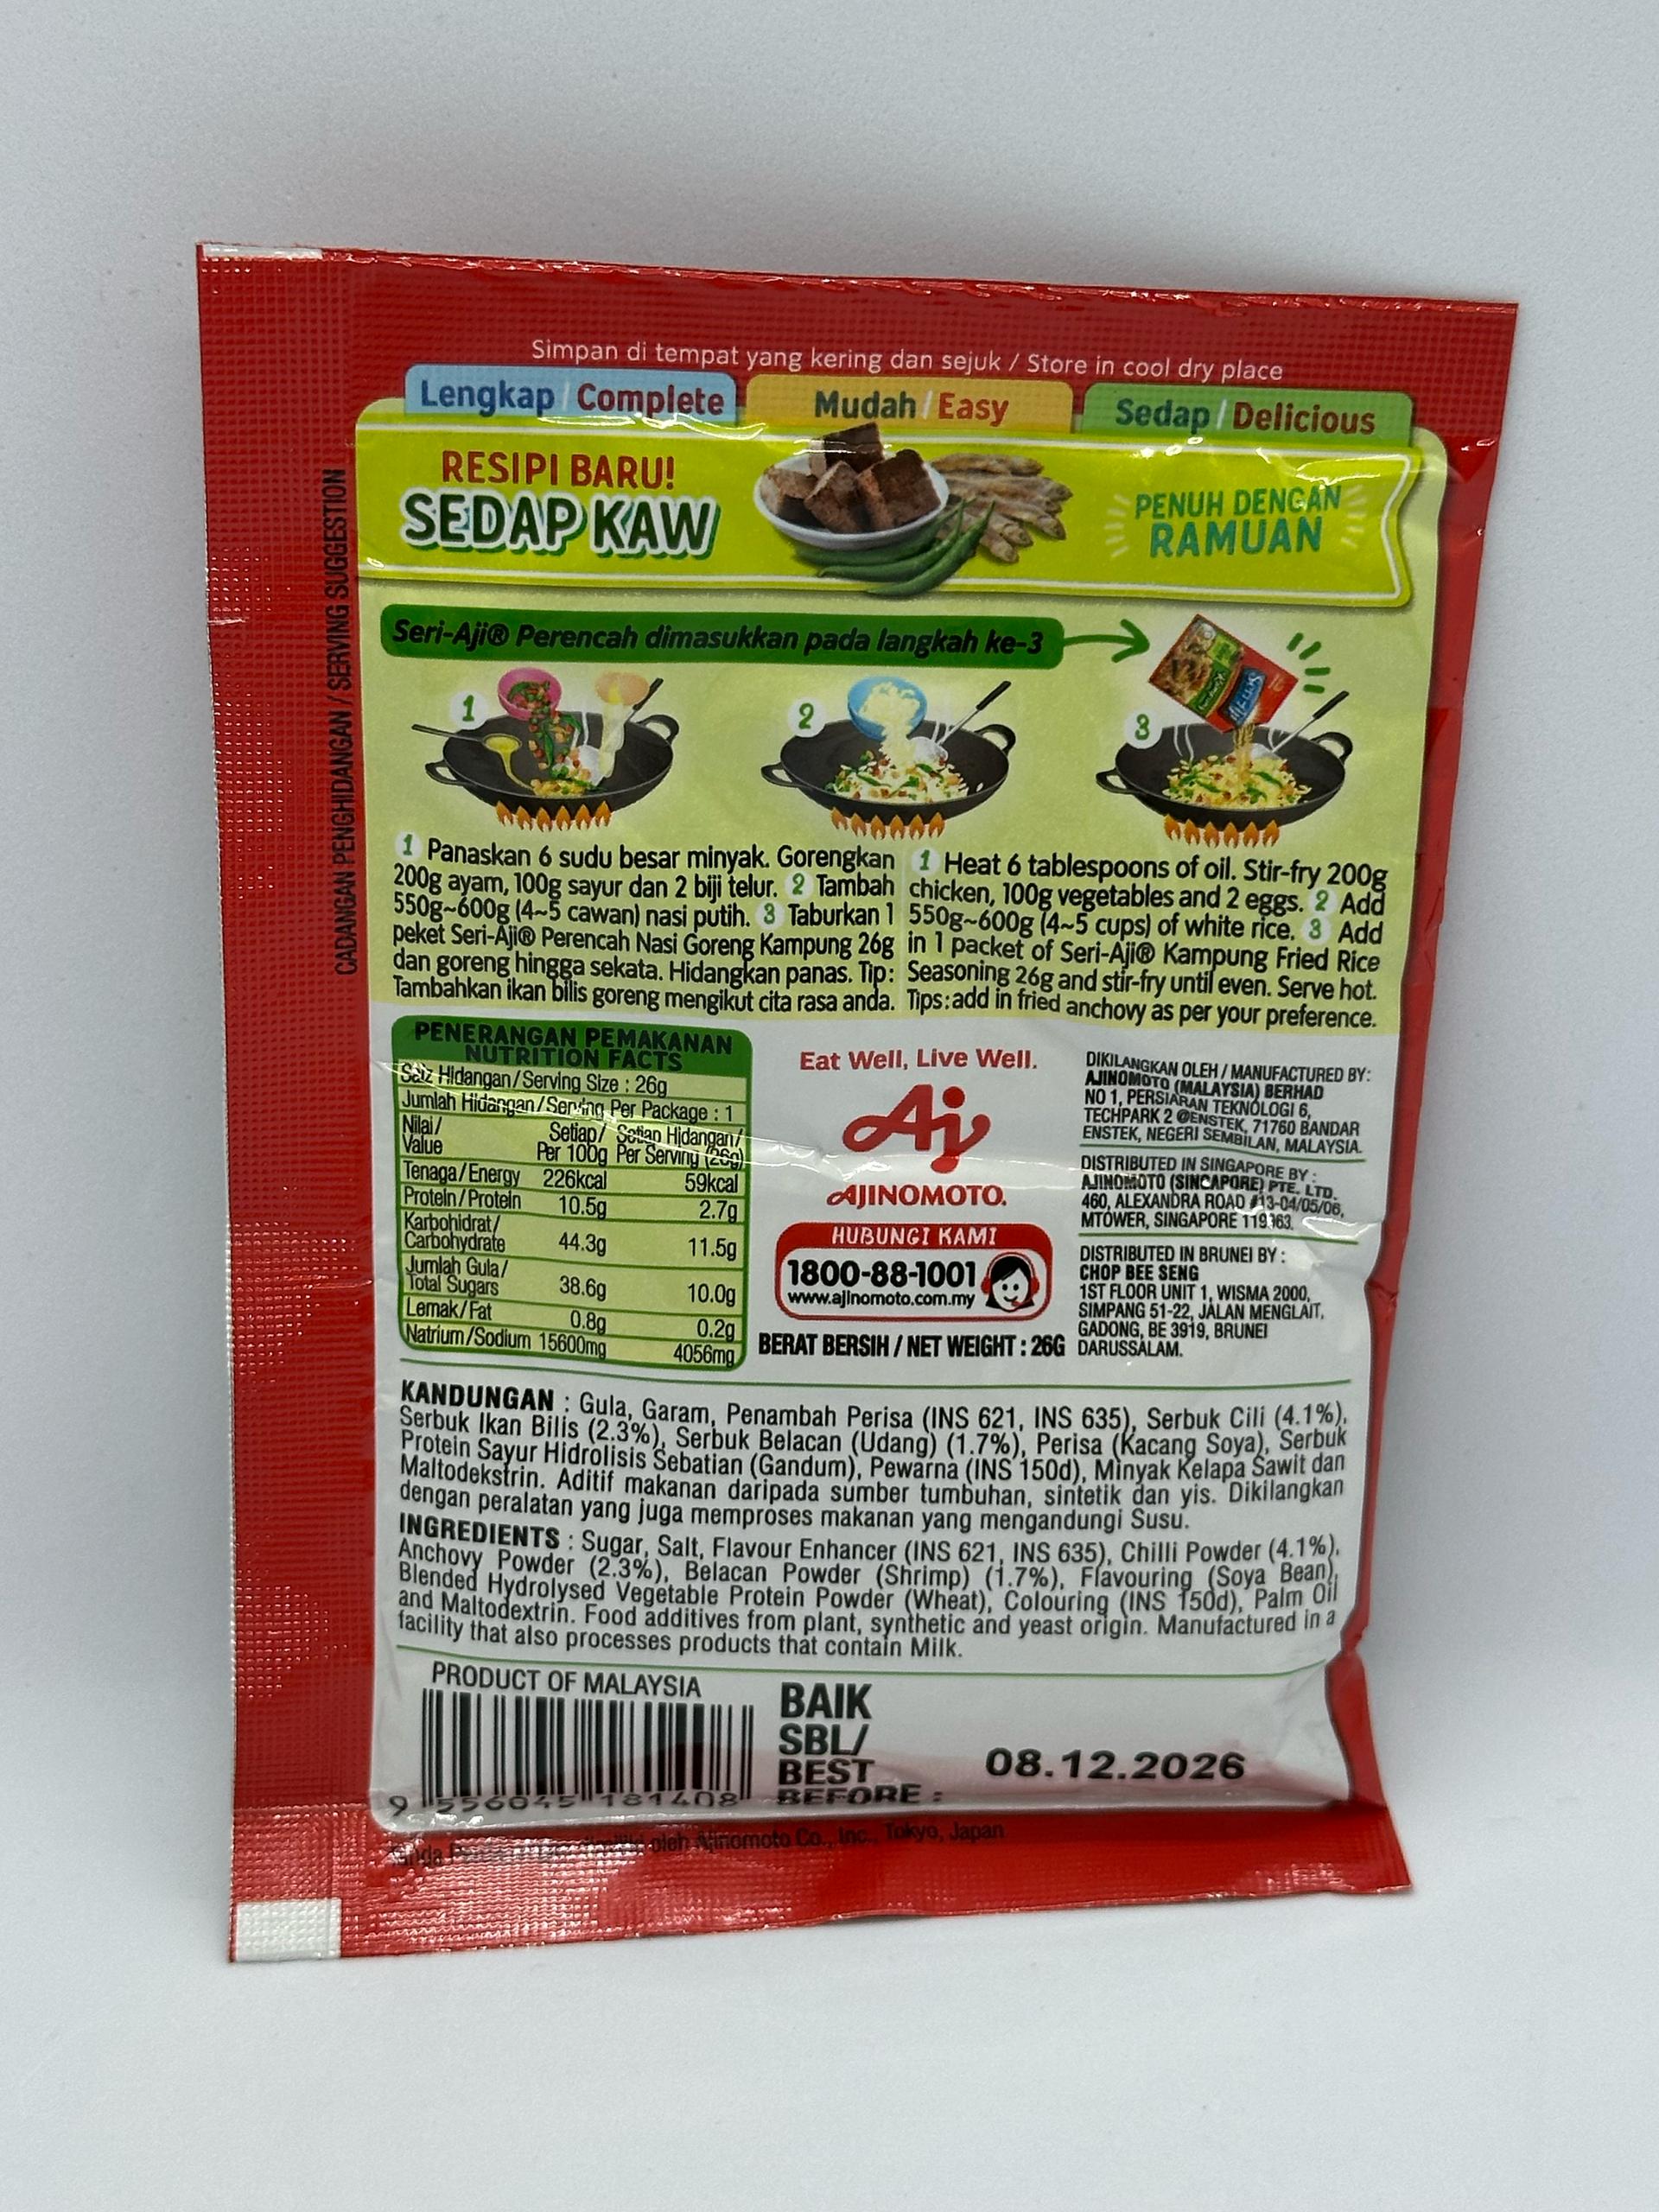 Simpan di tempat yang kering dan sejuk / Store in cool dry place
Lengkap / Complete
Mudah / Easy
Sedap / Delicious
RESIPI BARU!
SEDAP KAW
PENUH DENGAN
RAMUAN
CADANGAN PENGHIDANGAN / SERVING SUGGESTION
Seri-Aji® Perencah dimasukkan pada langkah ke-3
1
2
3
1 Panaskan 6 sudu besar minyak. Gorengkan
200g ayam, 100g sayur dan 2 biji telur. 2 Tambah
550g~600g (4~5 cawan) nasi putih. 3 Taburkan 1
peket Seri-Aji® Perencah Nasi Goreng Kampung 26g
dan goreng hingga sekata. Hidangkan panas. Tip:
Tambahkan ikan bilis goreng mengikut cita rasa anda.
1 Heat 6 tablespoons of oil. Stir-fry 200g
chicken, 100g vegetables and 2 eggs. 2 Add
550g~600g (4~5 cups) of white rice. 3 Add
in 1 packet of Seri-Aji® Kampung Fried Rice
Seasoning 26g and stir-fry until even. Serve hot.
Tips:add in fried anchovy as per your preference.
PENERANGAN PEMAKANAN
NUTRITION FACTS
Saiz Hidangan/Serving Size : 26g
Jumlah Hidangan/Serving Per Package : 1
Nilai/ Setiap/ Setiap Hidangan/
Value Per 100g Per Serving (26g)
Tenaga/Energy 226kcal 59kcal
Protein/Protein 10.5g 2.7g
Karbohidrat/
Carbohydrate 44.3g 11.5g
Jumlah Gula/
Total Sugars 38.6g 10.0g
Lemak/Fat 0.8g 0.2g
Natrium/Sodium 15600mg 4056mg
Eat Well, Live Well.
Aj
AJINOMOTO.
HUBUNGI KAMI
1800-88-1001
www.ajinomoto.com.my
BERAT BERSIH / NET WEIGHT : 26G
DIKILANGKAN OLEH / MANUFACTURED BY:
AJINOMOTO (MALAYSIA) BERHAD
NO 1, PERSIARAN TEKNOLOGI 6,
TECHPARK 2 @ENSTEK, 71760 BANDAR
ENSTEK, NEGERI SEMBILAN, MALAYSIA.
DISTRIBUTED IN SINGAPORE BY :
AJINOMOTO (SINGAPORE) PTE. LTD.
460, ALEXANDRA ROAD #13-04/05/06,
MTOWER, SINGAPORE 119963.
DISTRIBUTED IN BRUNEI BY :
CHOP BEE SENG
1ST FLOOR UNIT 1, WISMA 2000,
SIMPANG 51-22, JALAN MENGLAIT,
GADONG, BE 3919, BRUNEI
DARUSSALAM.
KANDUNGAN : Gula, Garam, Penambah Perisa (INS 621, INS 635), Serbuk Cili (4.1%),
Serbuk Ikan Bilis (2.3%), Serbuk Belacan (Udang) (1.7%), Perisa (Kacang Soya), Serbuk
Protein Sayur Hidrolisis Sebatian (Gandum), Pewarna (INS 150d), Minyak Kelapa Sawit dan
Maltodekstrin. Aditif makanan daripada sumber tumbuhan, sintetik dan yis. Dikilangkan
dengan peralatan yang juga memproses makanan yang mengandungi Susu.
INGREDIENTS : Sugar, Salt, Flavour Enhancer (INS 621, INS 635), Chilli Powder (4.1%),
Anchovy Powder (2.3%), Belacan Powder (Shrimp) (1.7%), Flavouring (Soya Bean),
Blended Hydrolysed Vegetable Protein Powder (Wheat), Colouring (INS 150d), Palm Oil
and Maltodextrin. Food additives from plant, synthetic and yeast origin. Manufactured in a
facility that also processes products that contain Milk.
PRODUCT OF MALAYSIA
9 556045 181408
BAIK
SBL/
BEST
BEFORE :
08.12.2026
oleh Ajinomoto Co., Inc., Tokyo, Japan